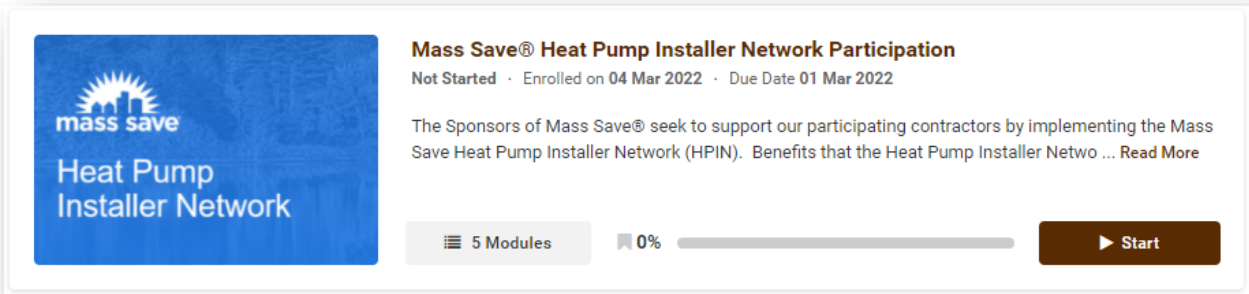 mass save
Heat Pump
Installer Network
Mass Save® Heat Pump Installer Network Participation
Not Started · Enrolled on 04 Mar 2022 · Due Date 01 Mar 2022
The Sponsors of Mass Save® seek to support our participating contractors by implementing the Mass
Save Heat Pump Installer Network (HPIN).  Benefits that the Heat Pump Installer Netwo ... Read More
5 Modules
0%
Start